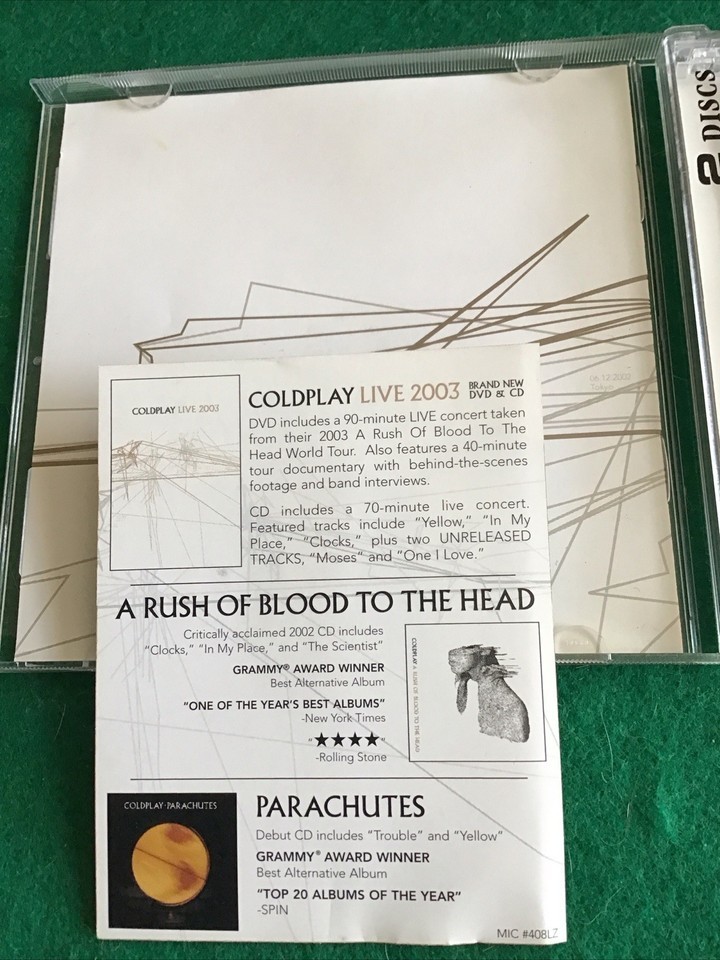 2 DISCS
06.12.2002
Tokyo
COLDPLAY LIVE 2003
COLDPLAY LIVE 2003 BRAND NEW
DVD & CD
DVD includes a 90-minute LIVE concert taken
from their 2003 A Rush Of Blood To The
Head World Tour. Also features a 40-minute
tour documentary with behind-the-scenes
footage and band interviews.
CD includes a 70-minute live concert.
Featured tracks include “Yellow,” “In My
Place,” “Clocks,” plus two UNRELEASED
TRACKS, “Moses” and “One I Love.”
A RUSH OF BLOOD TO THE HEAD
Critically acclaimed 2002 CD includes
“Clocks,” “In My Place,” and “The Scientist”
GRAMMY® AWARD WINNER
Best Alternative Album
“ONE OF THE YEAR’S BEST ALBUMS”
-New York Times
“★★★★”
-Rolling Stone
COLDPLAY A RUSH OF BLOOD TO THE HEAD
COLDPLAY·PARACHUTES
PARACHUTES
Debut CD includes “Trouble” and “Yellow”
GRAMMY® AWARD WINNER
Best Alternative Album
“TOP 20 ALBUMS OF THE YEAR”
-SPIN
MIC #408LZ